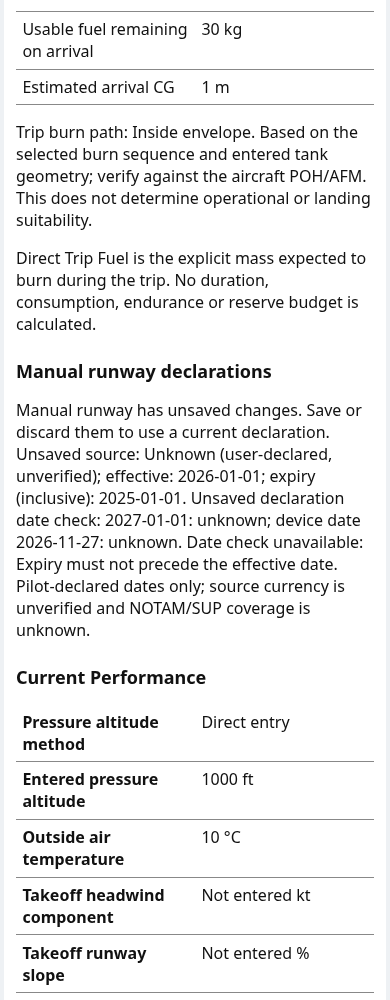 Usable fuel remaining 30 kg
on arrival
Estimated arrival CG 1 m
Trip burn path: Inside envelope. Based on the
selected burn sequence and entered tank
geometry; verify against the aircraft POH/AFM.
This does not determine operational or landing
suitability.
Direct Trip Fuel is the explicit mass expected to
burn during the trip. No duration,
consumption, endurance or reserve budget is
calculated.
Manual runway declarations
Manual runway has unsaved changes. Save or
discard them to use a current declaration.
Unsaved source: Unknown (user-declared,
unverified); effective: 2026-01-01; expiry
(inclusive): 2025-01-01. Unsaved declaration
date check: 2027-01-01: unknown; device date
2026-11-27: unknown. Date check unavailable:
Expiry must not precede the effective date.
Pilot-declared dates only; source currency is
unverified and NOTAM/SUP coverage is
unknown.
Current Performance
Pressure altitude Direct entry
method
Entered pressure 1000 ft
altitude
Outside air 10 °C
temperature
Takeoff headwind Not entered kt
component
Takeoff runway Not entered %
slope